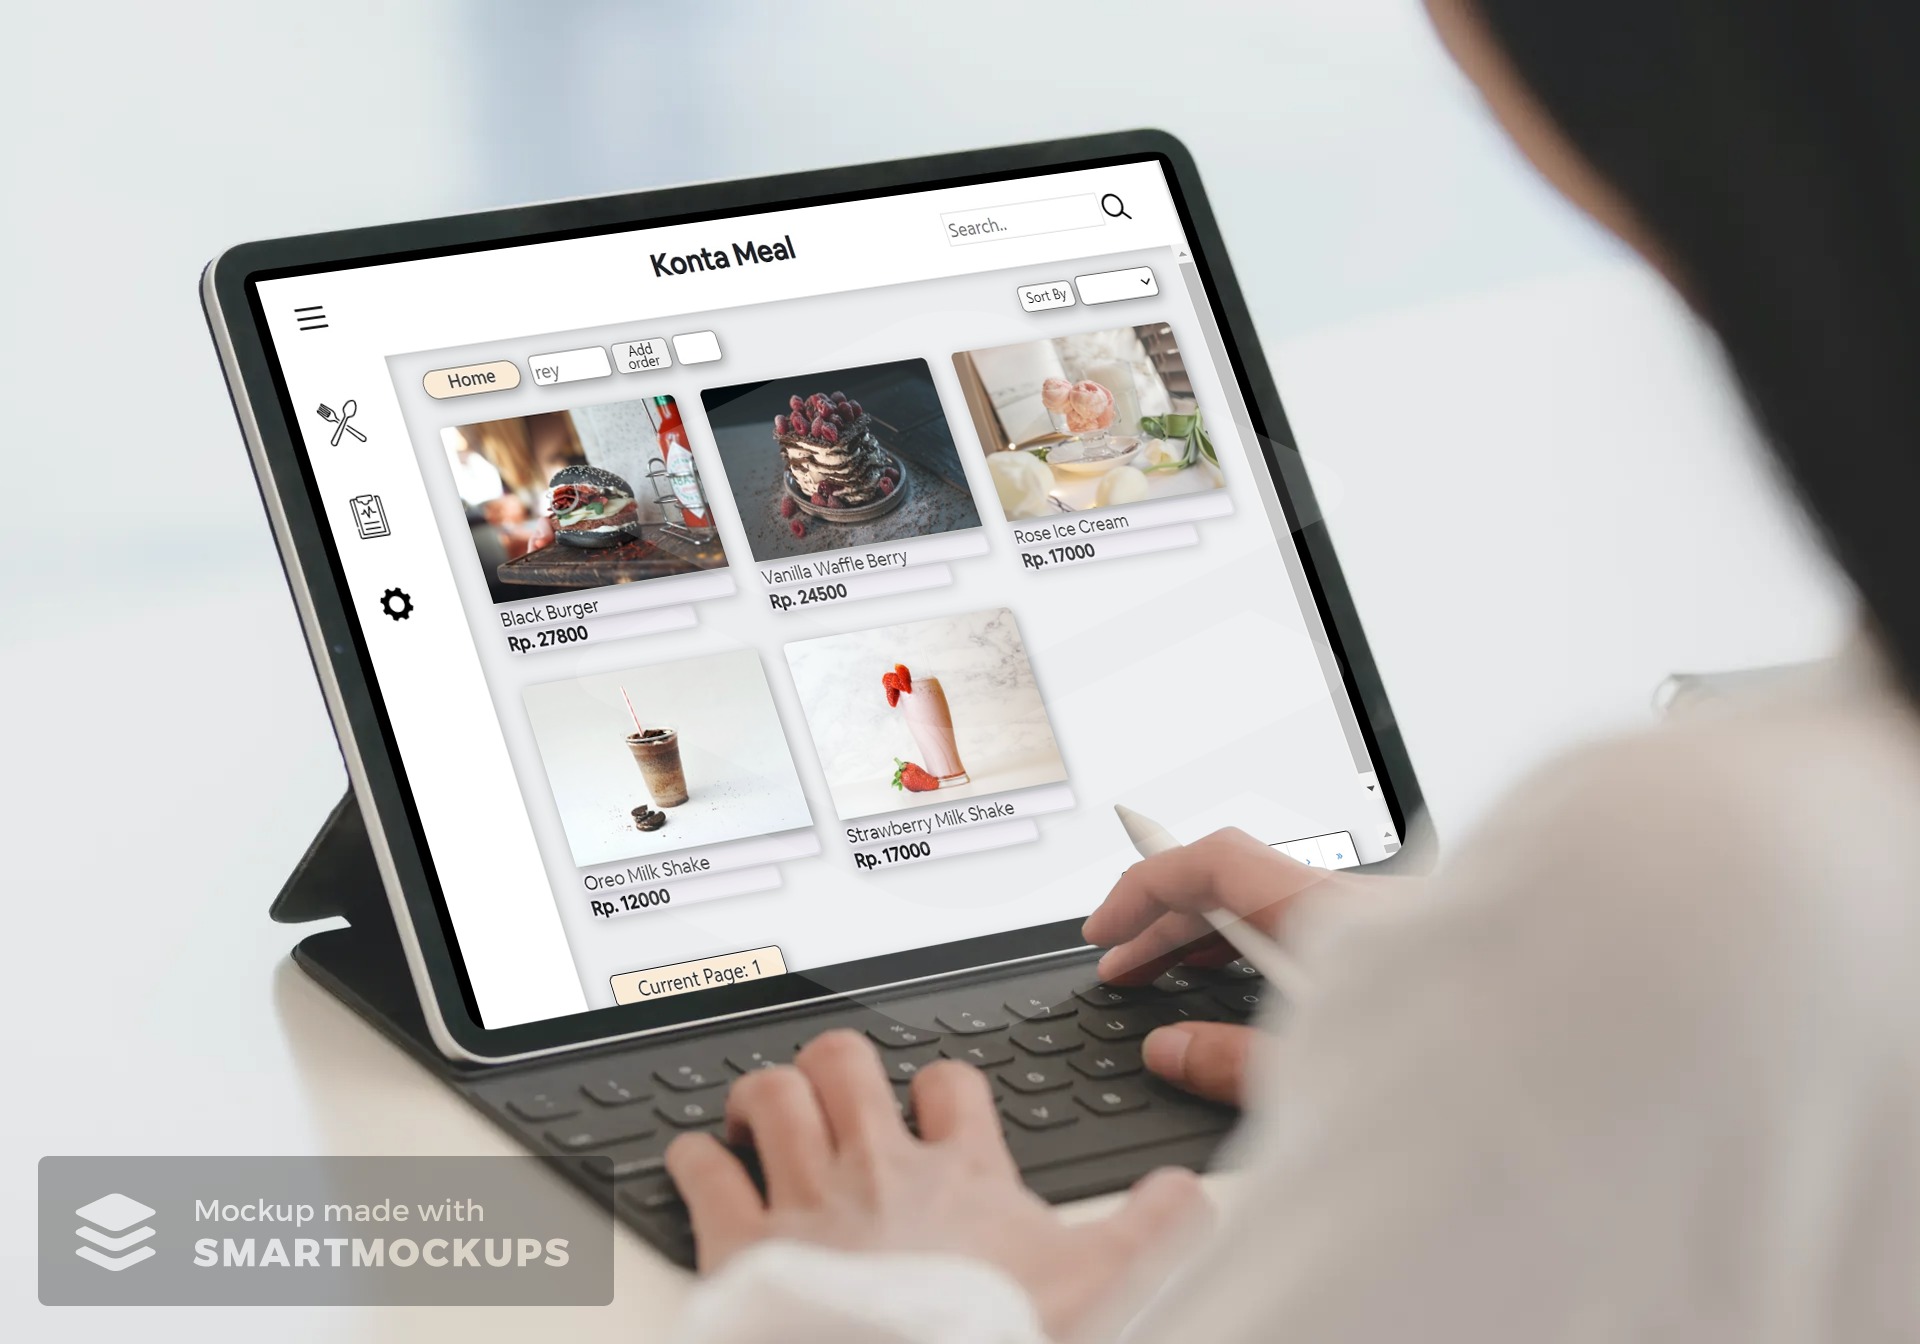 Konta Meal
Search..
Sort By
Home
rey
Add
order
Black Burger
Rp. 27800
Vanilla Waffle Berry
Rp. 24500
Rose Ice Cream
Rp. 17000
Oreo Milk Shake
Rp. 12000
Strawberry Milk Shake
Rp. 17000
› »
Current Page: 1
& 7
T Y U I
G H
V B
Mockup made with
SMARTMOCKUPS